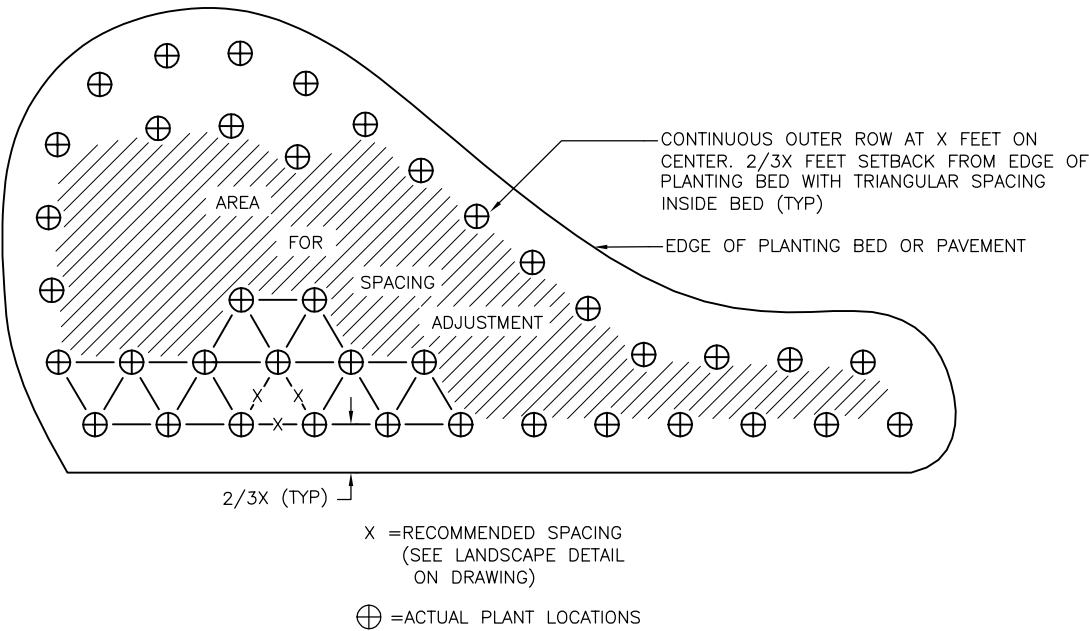 CONTINUOUS OUTER ROW AT X FEET ON
CENTER. 2/3X FEET SETBACK FROM EDGE OF
PLANTING BED WITH TRIANGULAR SPACING
INSIDE BED (TYP)
AREA
FOR
EDGE OF PLANTING BED OR PAVEMENT
SPACING
ADJUSTMENT
X X
X
2/3X (TYP)
X =RECOMMENDED SPACING
(SEE LANDSCAPE DETAIL
ON DRAWING)
=ACTUAL PLANT LOCATIONS